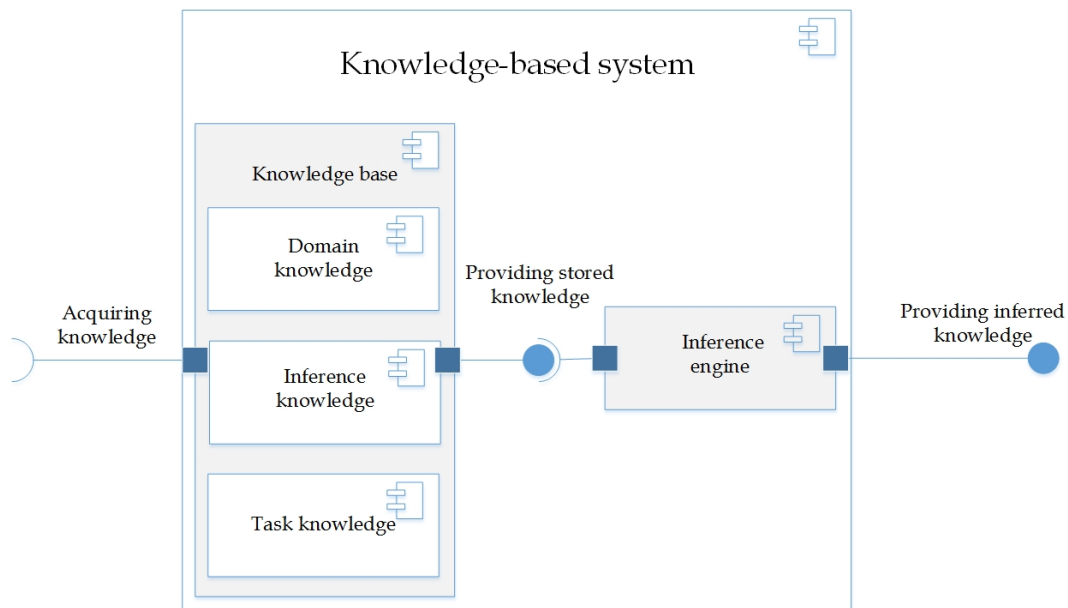 Knowledge-based system
Knowledge base
Domain
knowledge
Providing stored
knowledge
Acquiring
knowledge
Providing inferred
knowledge
Inference
engine
Inference
knowledge
Task knowledge